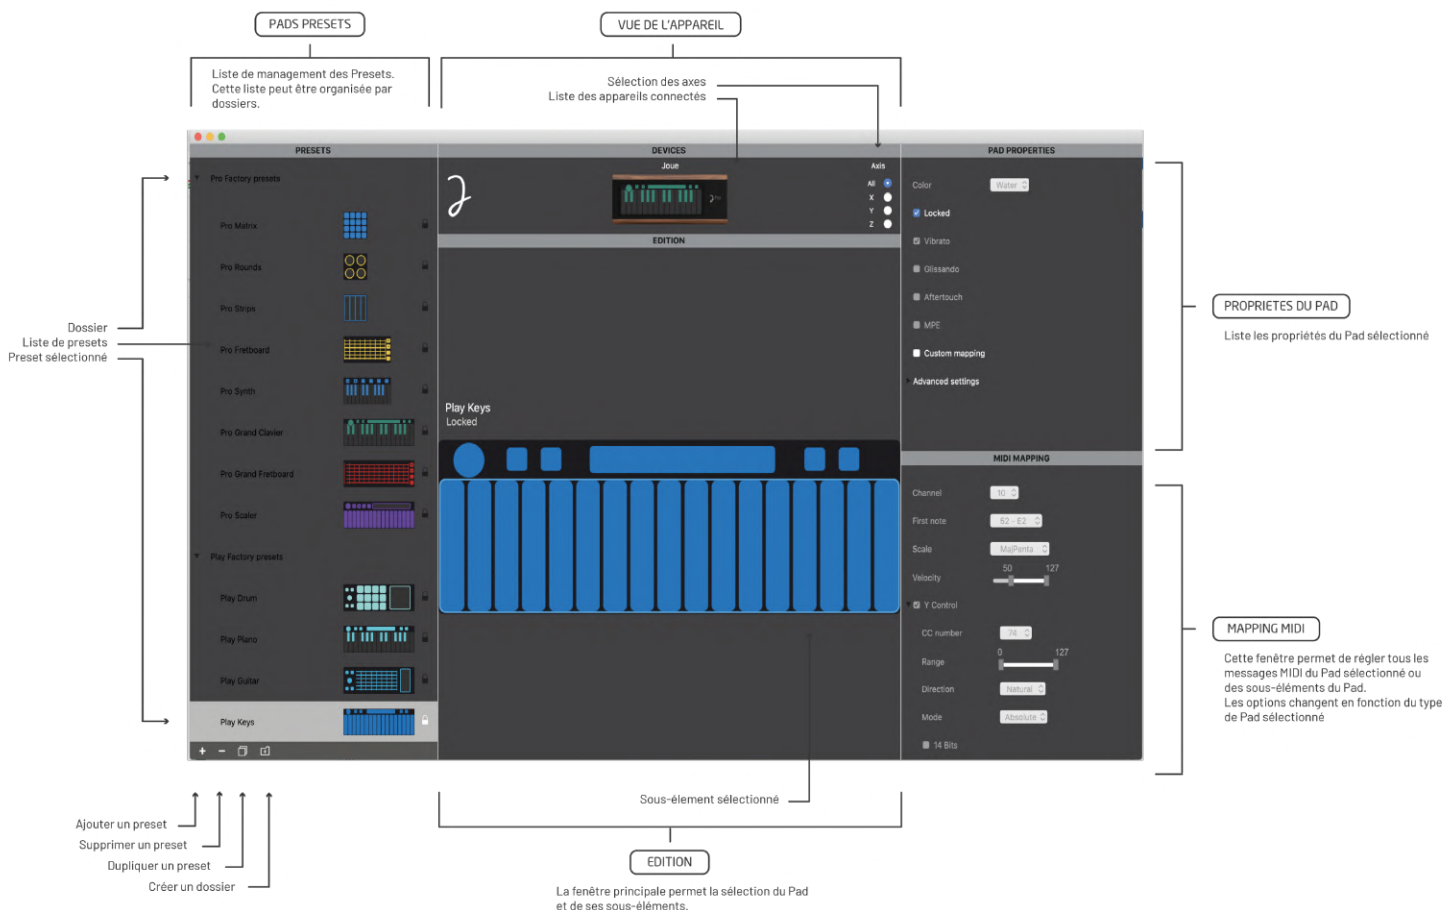 PADS PRESETS
VUE DE L'APPAREIL
Liste de management des Presets.
Cette liste peut être organisée par
dossiers.
Sélection des axes
Liste des appareils connectés
PRESETS
DEVICES
PAD PROPERTIES
Pro Factory presets
Pro Matrix
Pro Rounds
Pro Strips
Pro Fretboard
Pro Synth
Pro Grand Clavier
Pro Grand Fretboard
Pro Scaler
Play Factory presets
Play Drum
Play Piano
Play Guitar
Play Keys
Joue
Axis
All
X
Y
Z
EDITION
Play Keys
Locked
Color
Water
Locked
Vibrato
Glissando
Aftertouch
MPE
Custom mapping
Advanced settings
MIDI MAPPING
Channel
10
First note
52 - E2
Scale
MajPenta
50
127
Velocity
Y Control
CC number
74
0
127
Range
Direction
Natural
Mode
Absolute
14 Bits
Dossier
Liste de presets
Preset sélectionné
PROPRIETES DU PAD
Liste les propriétés du Pad sélectionné
MAPPING MIDI
Cette fenêtre permet de régler tous les
messages MIDI du Pad sélectionné ou
des sous-éléments du Pad.
Les options changent en fonction du type
de Pad sélectionné
Sous-élement sélectionné
Ajouter un preset
Supprimer un preset
Dupliquer un preset
Créer un dossier
EDITION
La fenêtre principale permet la sélection du Pad
et de ses sous-éléments.